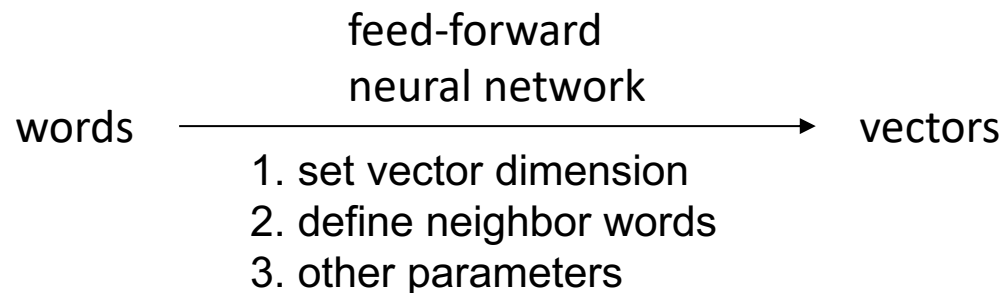 feed-forward
neural network
words
vectors
1. set vector dimension
2. define neighbor words
3. other parameters